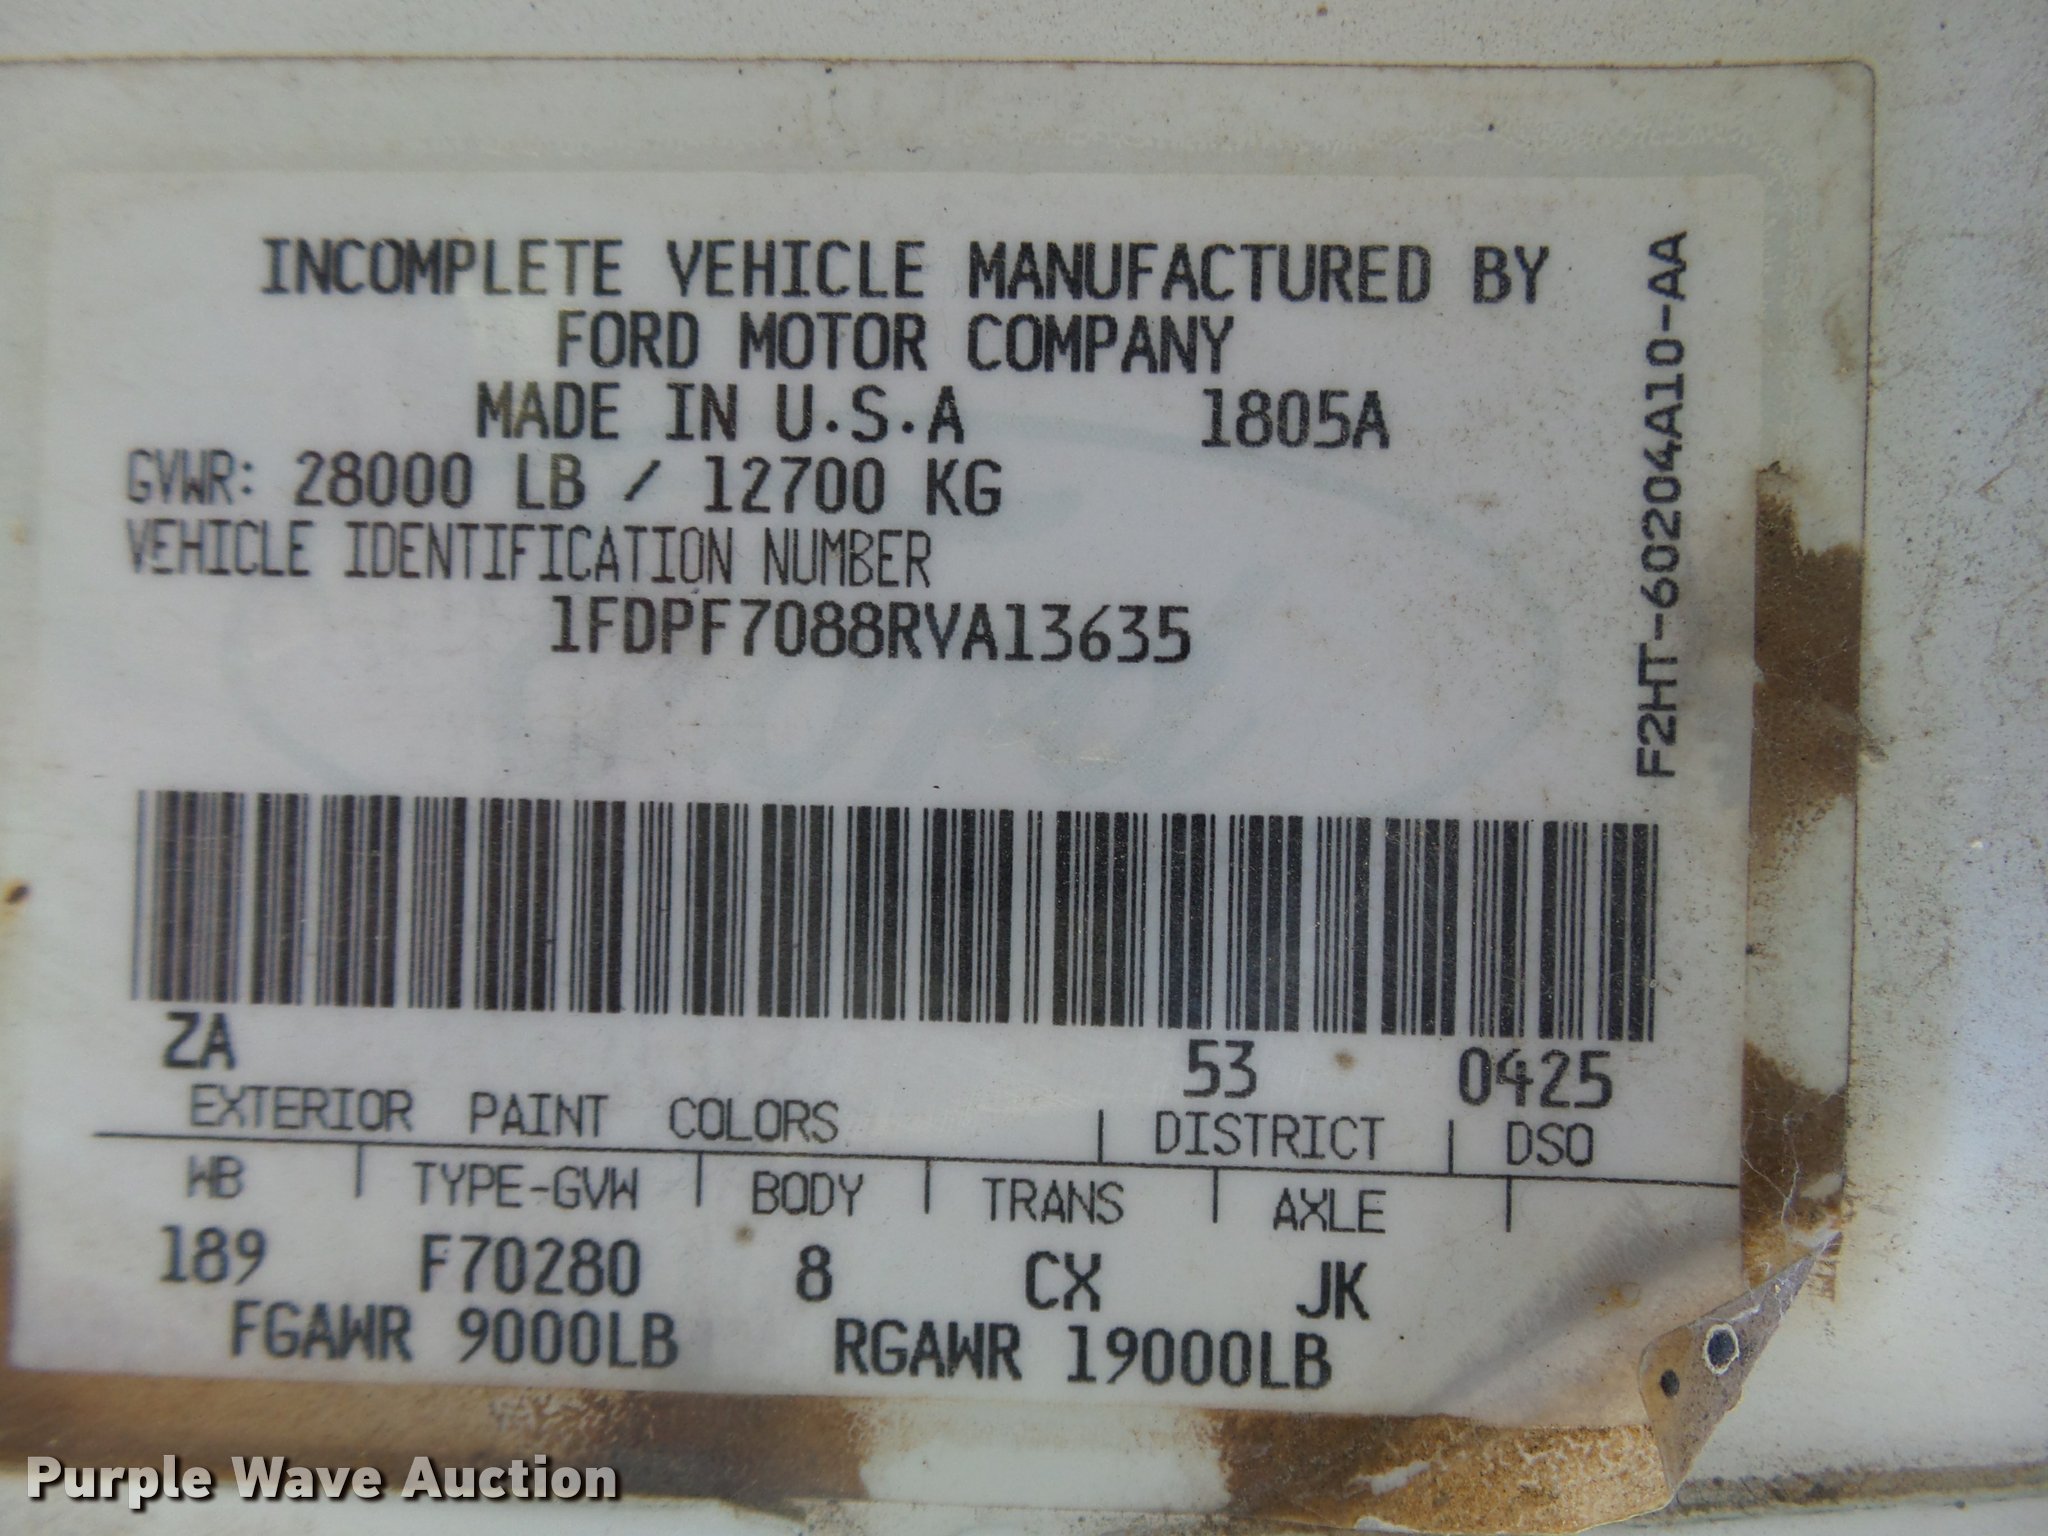 INCOMPLETE VEHICLE MANUFACTURED BY
FORD MOTOR COMPANY
MADE IN U.S.A 1805A
GVWR: 28000 LB / 12700 KG
VEHICLE IDENTIFICATION NUMBER
1FDPF7088RVA13635
F2HT-60204A10-AA
ZA 53 0425
EXTERIOR PAINT COLORS | DISTRICT | DSO
WB | TYPE-GVW | BODY | TRANS | AXLE |
189 F70280 8 CX JK
FGAWR 9000LB RGAWR 19000LB
Purple Wave Auction